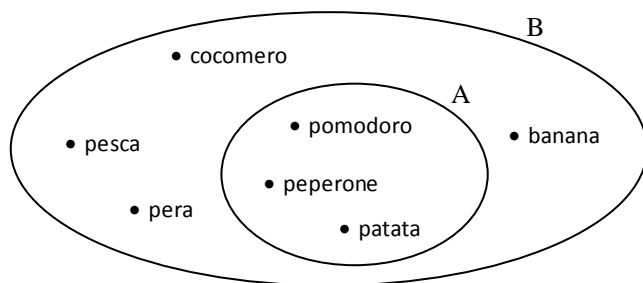 B
cocomero
A
pomodoro
banana
pesca
peperone
pera
patata